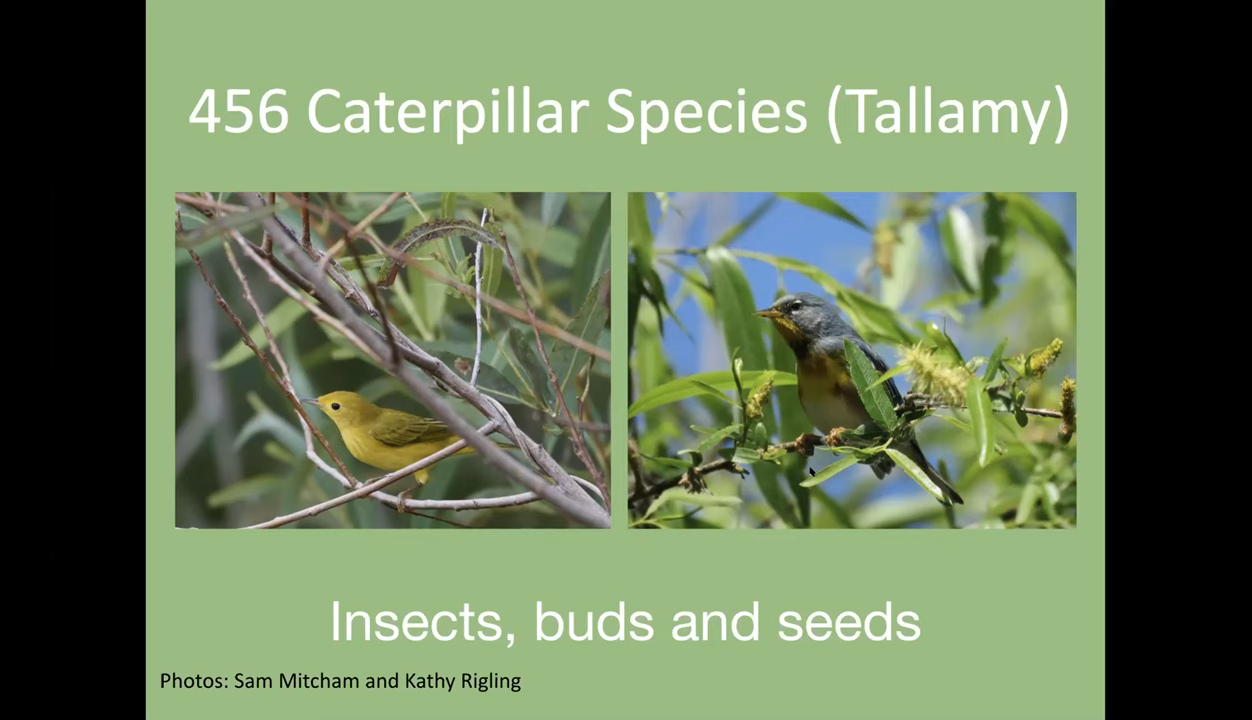 456 Caterpillar Species (Tallamy)
Insects, buds and seeds
Photos: Sam Mitcham and Kathy Rigling